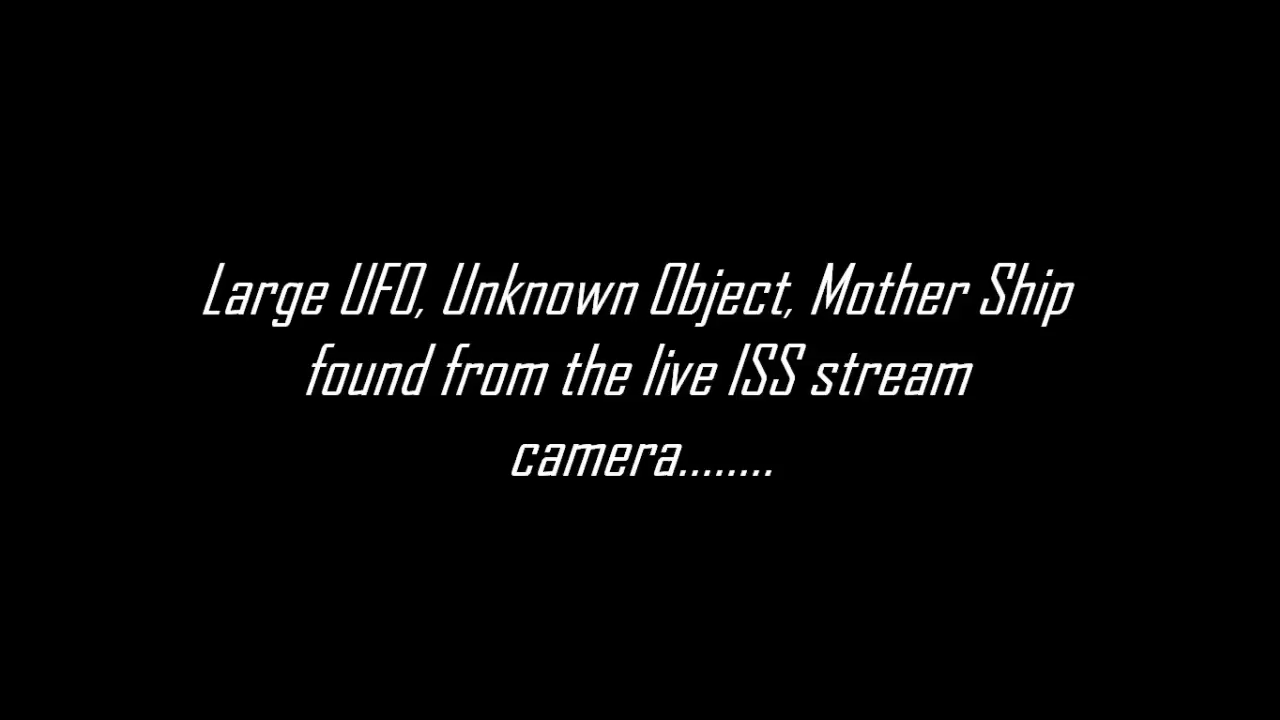 Large UFO, Unknown Object, Mother Ship
found from the live ISS stream
camera........